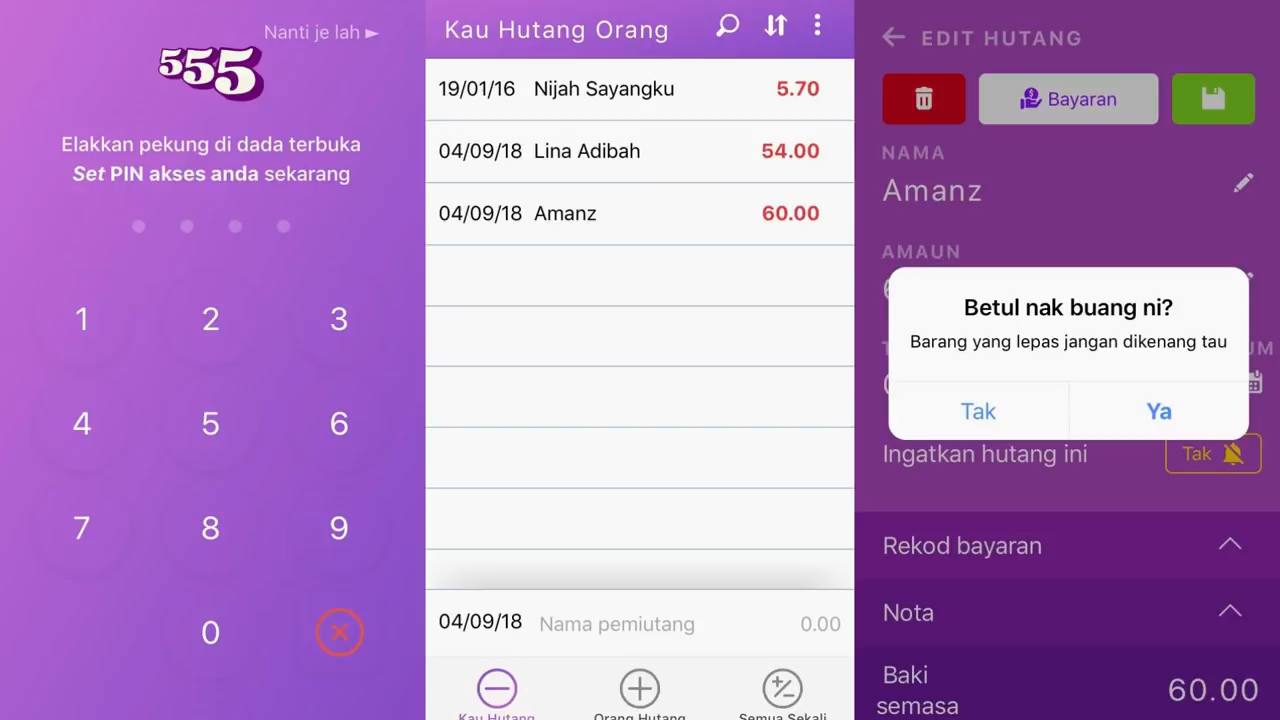 Nanti je lah ►
555
Elakkan pekung di dada terbuka
Set PIN akses anda sekarang
1 2 3
4 5 6
7 8 9
0
Kau Hutang Orang
19/01/16 Nijah Sayangku 5.70
04/09/18 Lina Adibah 54.00
04/09/18 Amanz 60.00
04/09/18 Nama pemiutang 0.00
Kau Hutang Orang Hutang Semua Sekali
EDIT HUTANG
Bayaran
NAMA
Amanz
AMAUN
Betul nak buang ni?
Barang yang lepas jangan dikenang tau
Tak Ya
Ingatkan hutang ini Tak
Rekod bayaran
Nota
Baki
semasa 60.00